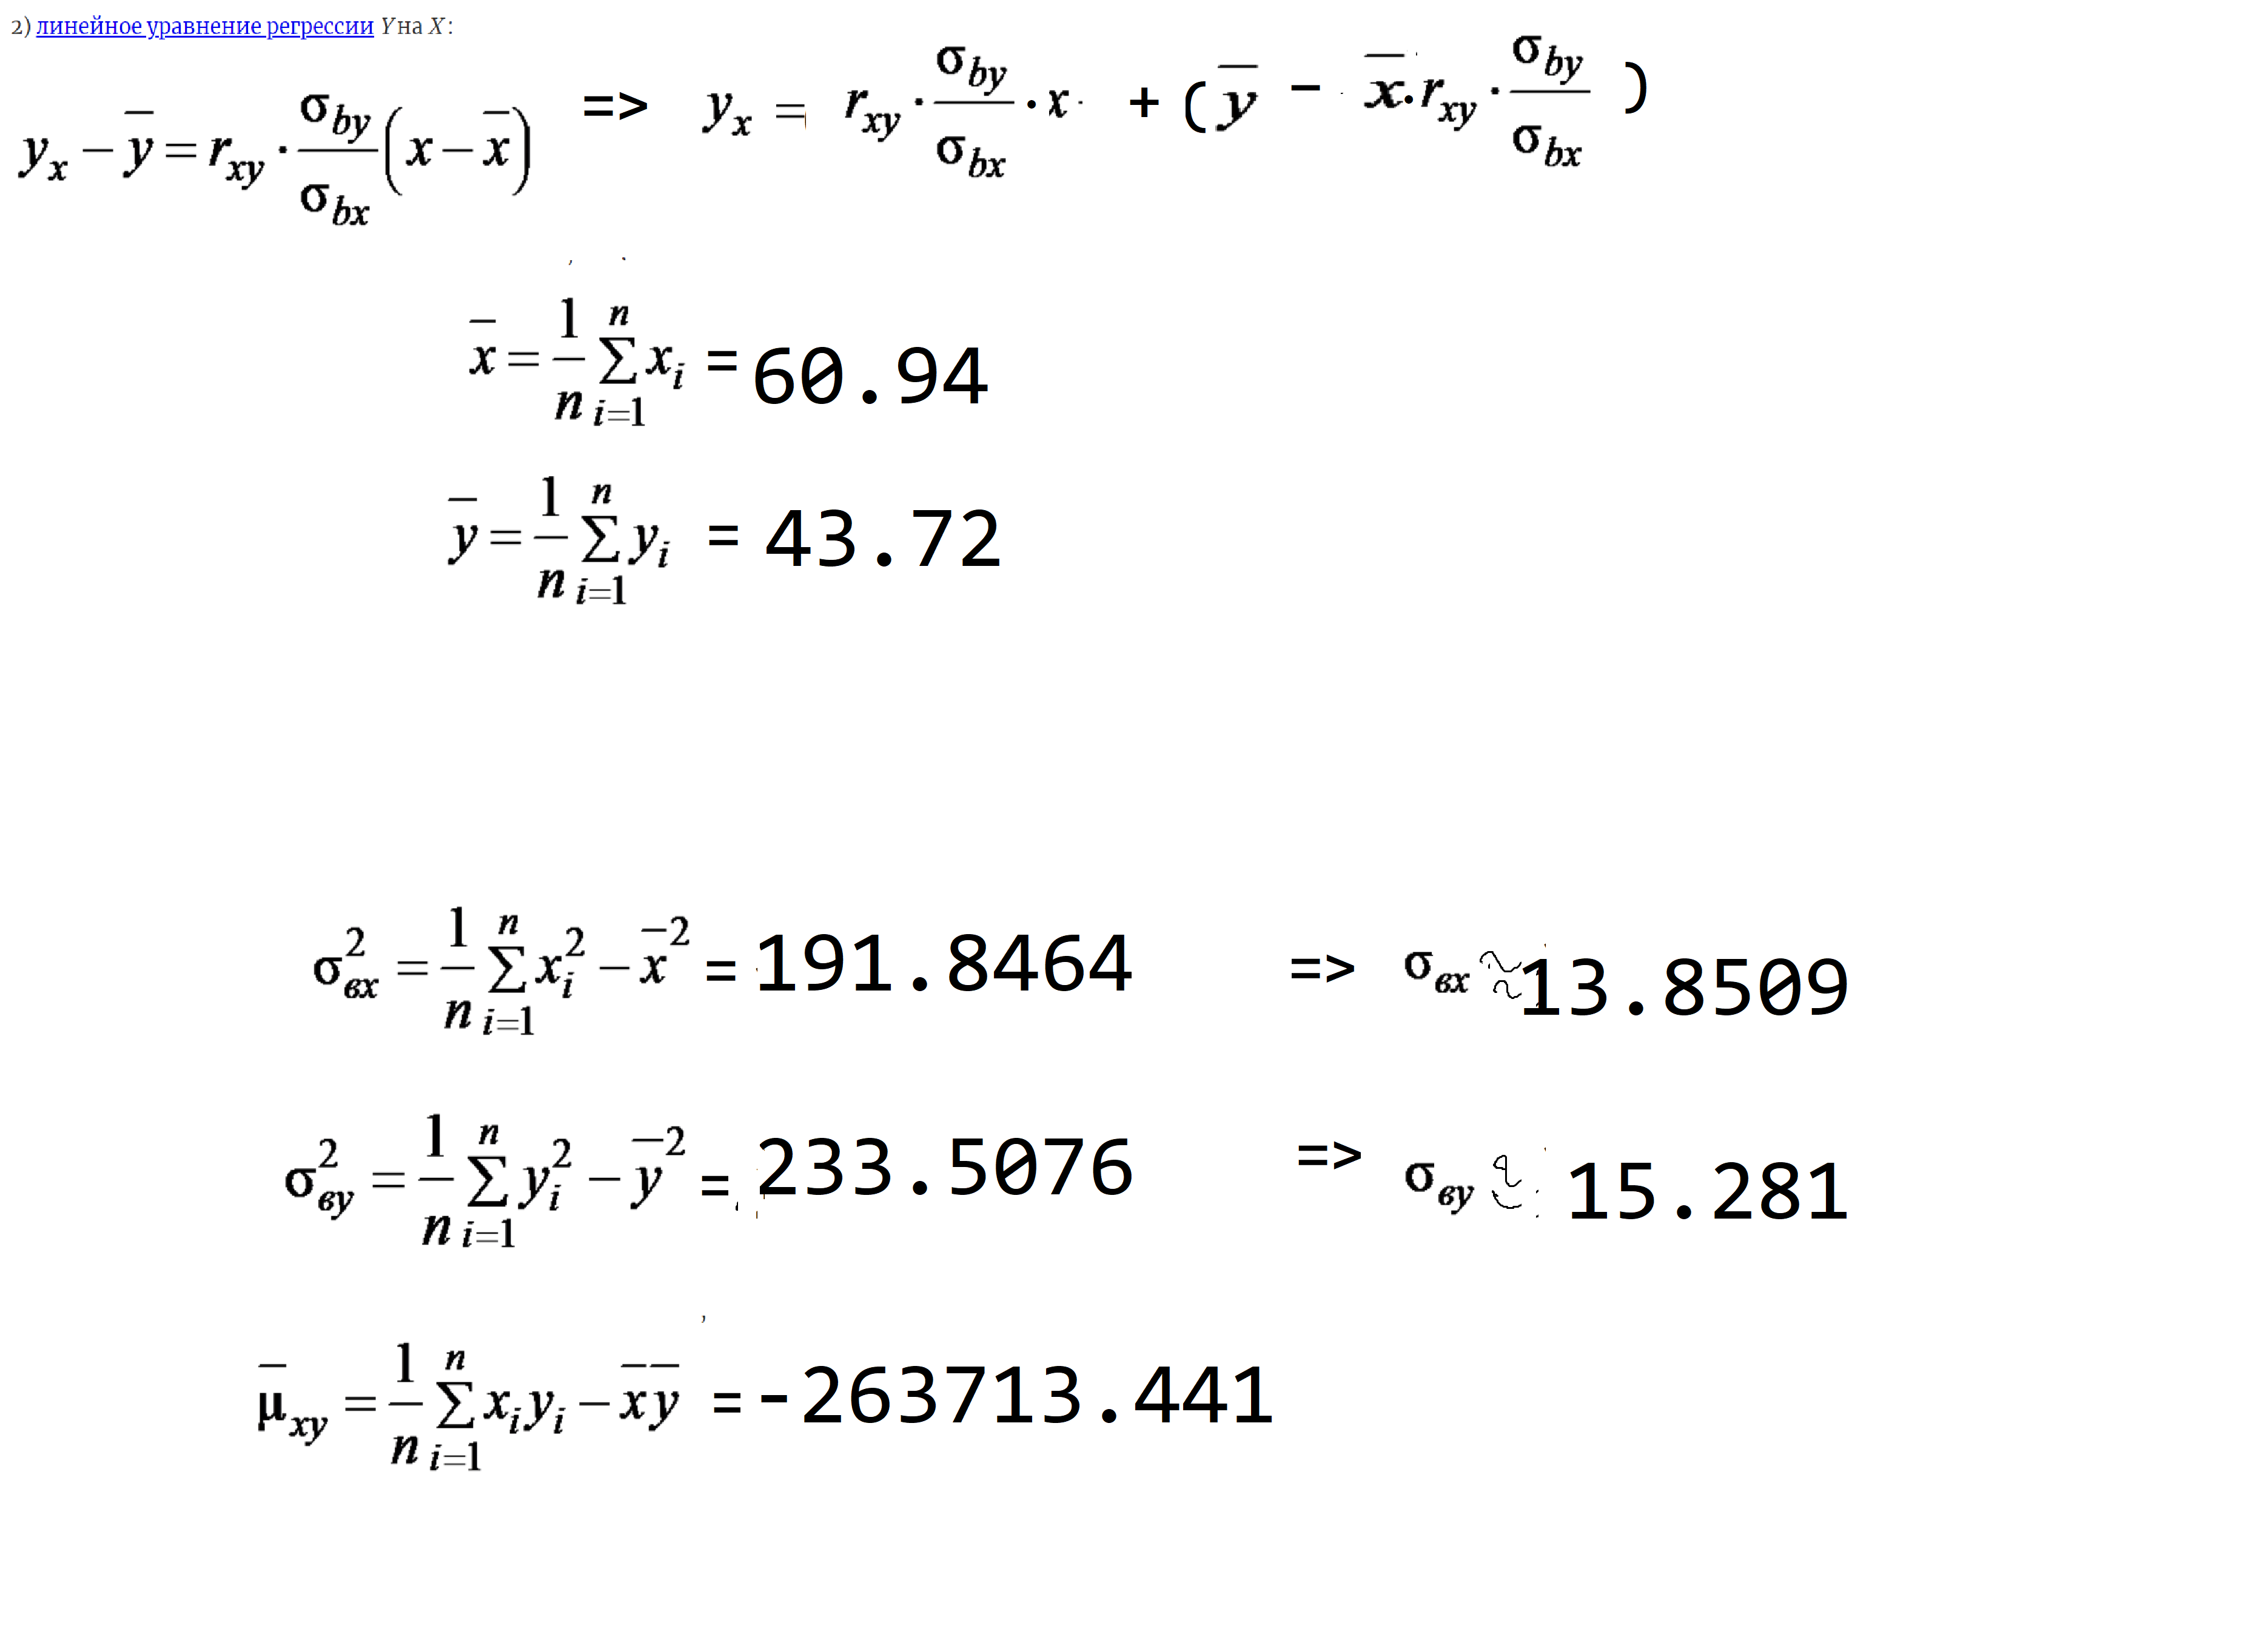 2) линейное уравнение регрессии Y на X :
y_x − y̅ = r_xy · σ_by / σ_bx (x − x̅) => y_x = r_xy · σ_by / σ_bx · x + ( y̅ − x̅ · r_xy · σ_by / σ_bx )
x̅ = 1/n ∑_{i=1}^{n} x_i = 60.94
y̅ = 1/n ∑_{i=1}^{n} y_i = 43.72
σ²_вx = 1/n ∑_{i=1}^{n} x_i² − x̅² = 191.8464 => σ_вx ≈ 13.8509
σ²_вy = 1/n ∑_{i=1}^{n} y_i² − y̅² = 233.5076 => σ_вy 15.281
μ̅_xy = 1/n ∑_{i=1}^{n} x_i y_i − x̅ y̅ = -263713.441